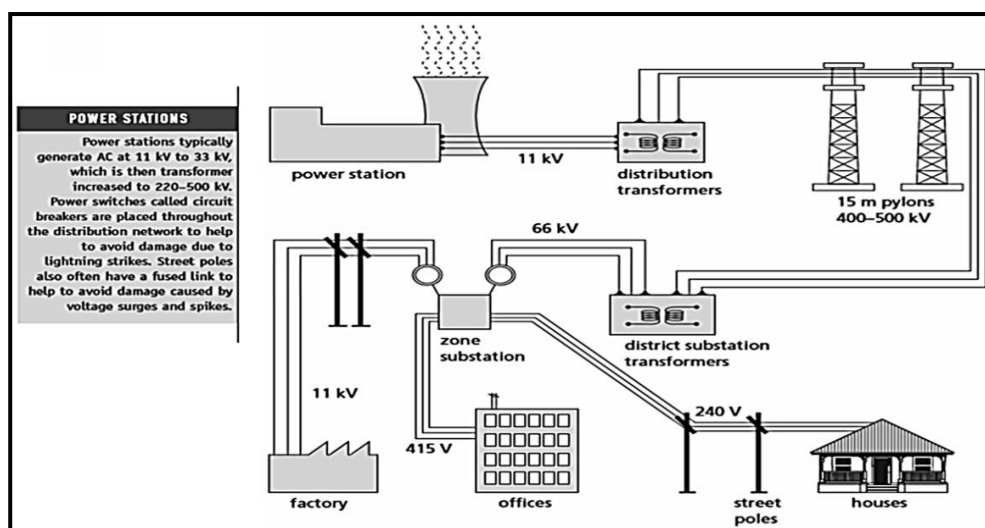 POWER STATIONS
Power stations typically
generate AC at 11 kV to 33 kV,
which is then transformer
increased to 220–500 kV.
Power switches called circuit
breakers are placed throughout
the distribution network to help
to avoid damage due to
lightning strikes. Street poles
also often have a fused link to
help to avoid damage caused by
voltage surges and spikes.
power station
11 kV
distribution
transformers
15 m pylons
400–500 kV
66 kV
zone
substation
district substation
transformers
11 kV
415 V
240 V
factory
offices
street
poles
houses